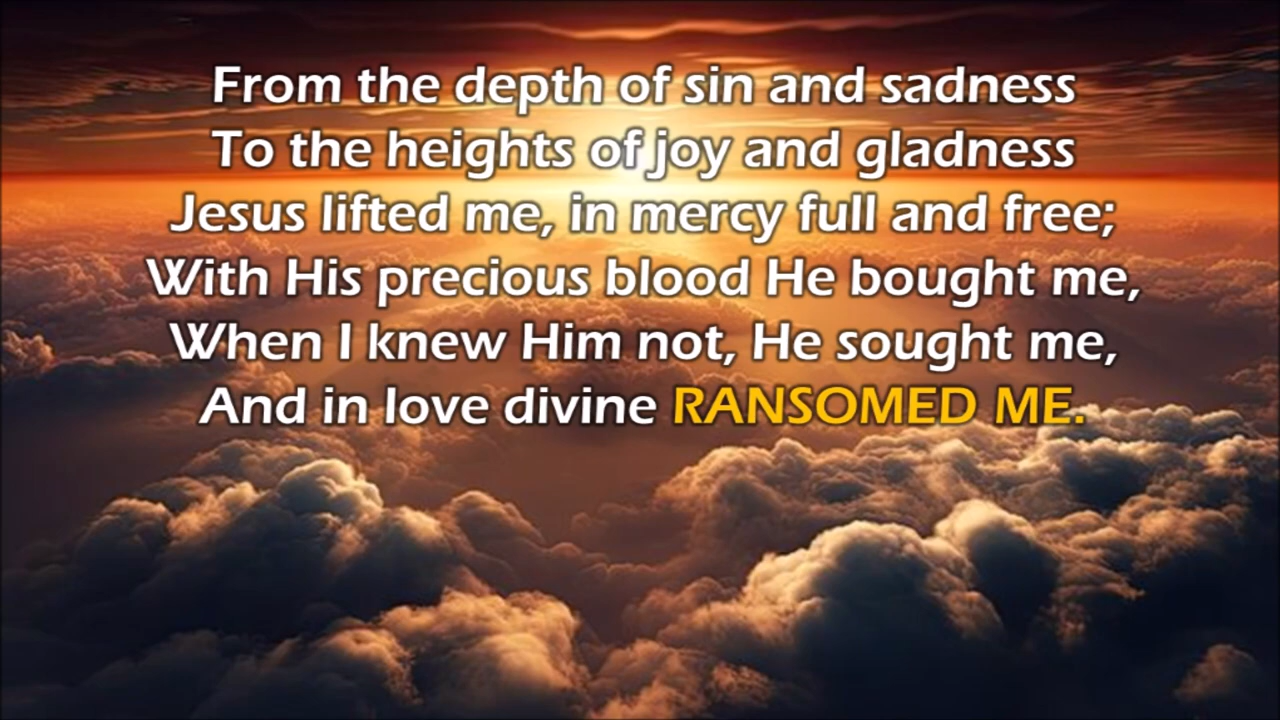 From the depth of sin and sadness
To the heights of joy and gladness
Jesus lifted me, in mercy full and free;
With His precious blood He bought me,
When I knew Him not, He sought me,
And in love divine RANSOMED ME.